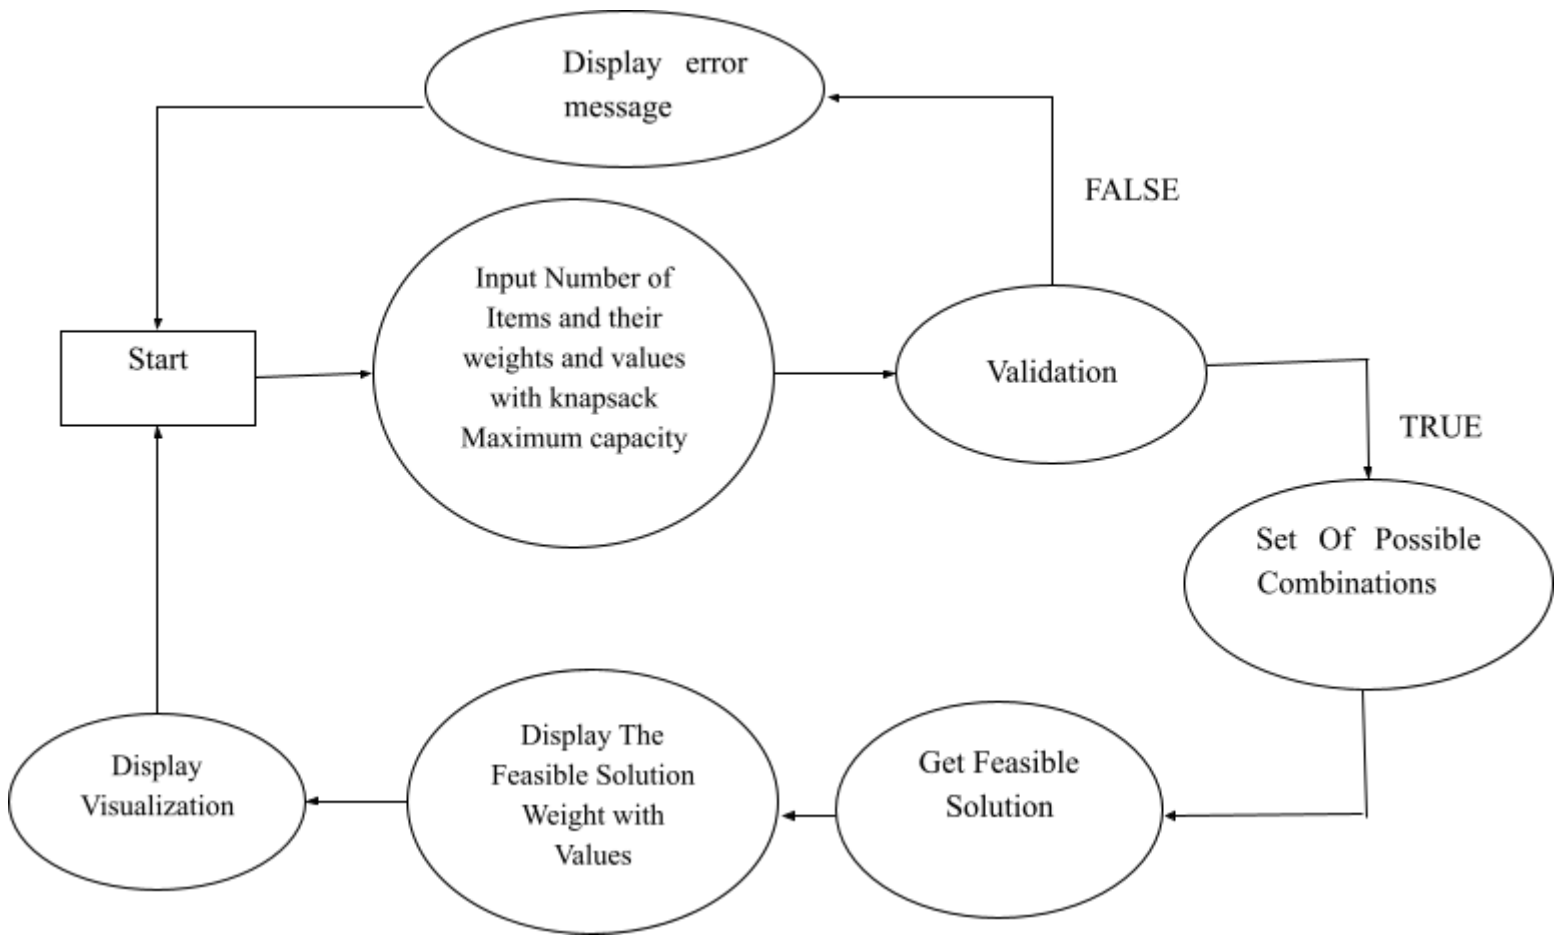 Display error
message
FALSE
Input Number of
Items and their
weights and values
with knapsack
Maximum capacity
Start
Validation
TRUE
Set Of Possible
Combinations
Display The
Feasible Solution
Weight with
Values
Get Feasible
Solution
Display
Visualization